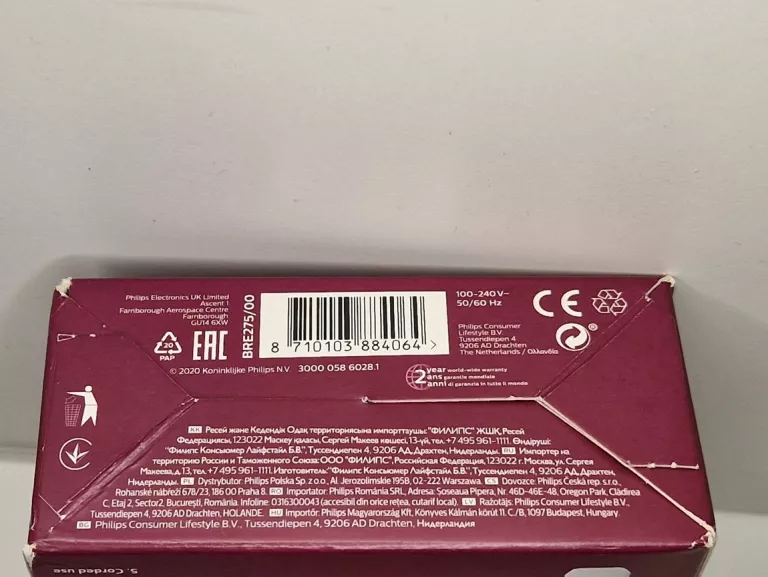 Philips Electronics UK Limited
Ascent 1
Farnborough Aerospace Centre
Farnborough
GU14 6XW
20
PAP
EAC
BRE275/00
8 710103 884064 >
100-240 V~
50/60 Hz
CE
Philips Consumer
Lifestyle B.V.
Tussendiepen 4
9206 AD Drachten
The Netherlands / Ολλανδία
© 2020 Koninklijke Philips N.V. 3000 058 6028.1
2 year world-wide warranty
ans garantie mondiale
anni di garanzia in tutto il mondo
KK Ресей және Кедендік Одақ территориясына импорттаушы: "ФИЛИПС" ЖШҚ, Ресей
Федерациясы, 123022 Мәскеу қаласы, Сергей Макеев көшесі, 13-үй, тел. +7 495 961-1111. Өндіруші:
"Филипс Консьюмер Лайфстайл Б.В.", Туссендиепен 4, 9206 АД, Драхтен, Нидерланды. RU Импортер на
территорию России и Таможенного Союза: ООО "ФИЛИПС", Российская Федерация, 123022 г. Москва, ул. Сергея
Макеева, д.13, тел. +7 495 961-1111. Изготовитель: "Филипс Консьюмер Лайфстайл Б.В.", Туссендиепен 4, 9206 АД, Драхтен,
Нидерланды. PL Dystrybutor: Philips Polska Sp. z o.o., Al. Jerozolimskie 195B, 02-222 Warszawa. CS Dovozce: Philips Česká rep. s.r.o.,
Rohanské nábřeží 678/23, 186 00 Praha 8. RO Importator: Philips România SRL, Adresa: Soseaua Pipera, Nr. 46D-46E-48, Oregon Park, Clădirea
C, Etaj 2, Sector2, București, România. Infoline: 0316300043 (accesibil din orice rețea, cutarif local). LV Ražotājs: Philips Consumer Lifestyle B.V.,
Tussendiepen 4, 9206 AD Drachten, HOLANDE. HU Importőr: Philips Magyarország Kft, Könyves Kálmán körút 11. C/B, 1097 Budapest, Hungary.
BG Philips Consumer Lifestyle B.V., Tussendiepen 4, 9206 AD Drachten, Нидерландия
5. Corded use